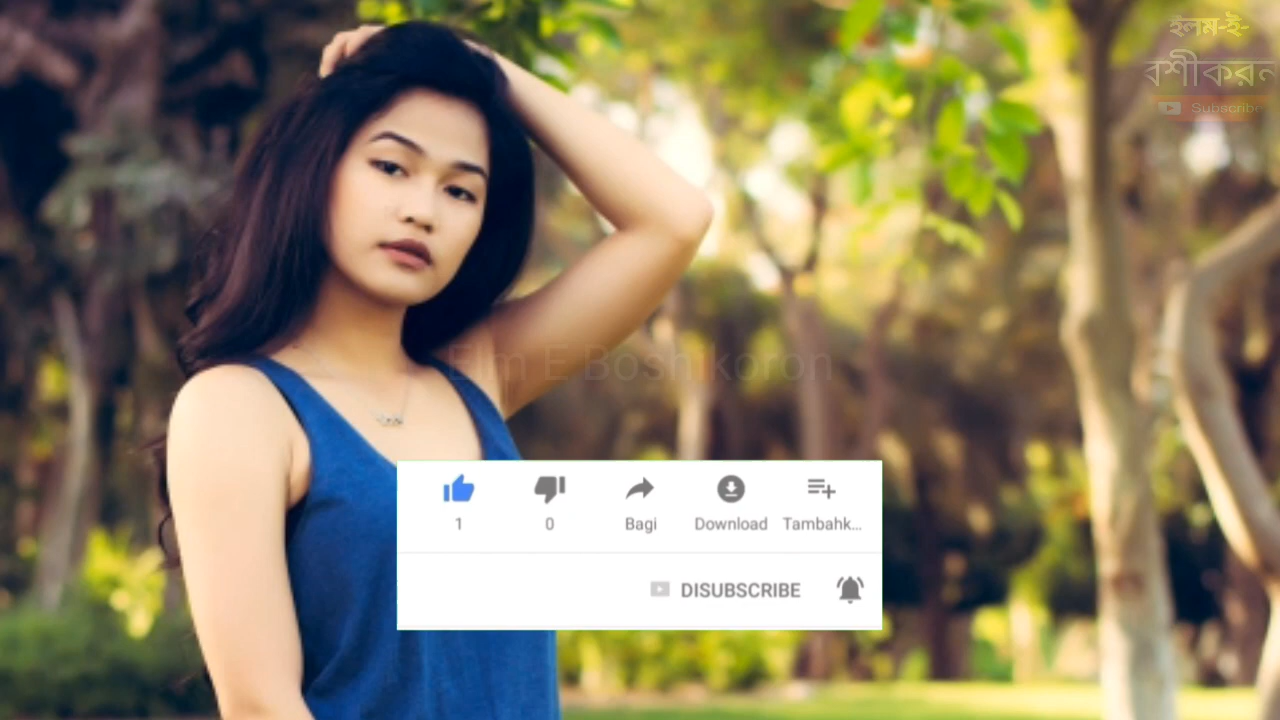 ইলম-ই-
বশীকরন
Subscribe
Elm E Boshikoron
1
0
Bagi
Download
Tambahk...
DISUBSCRIBE